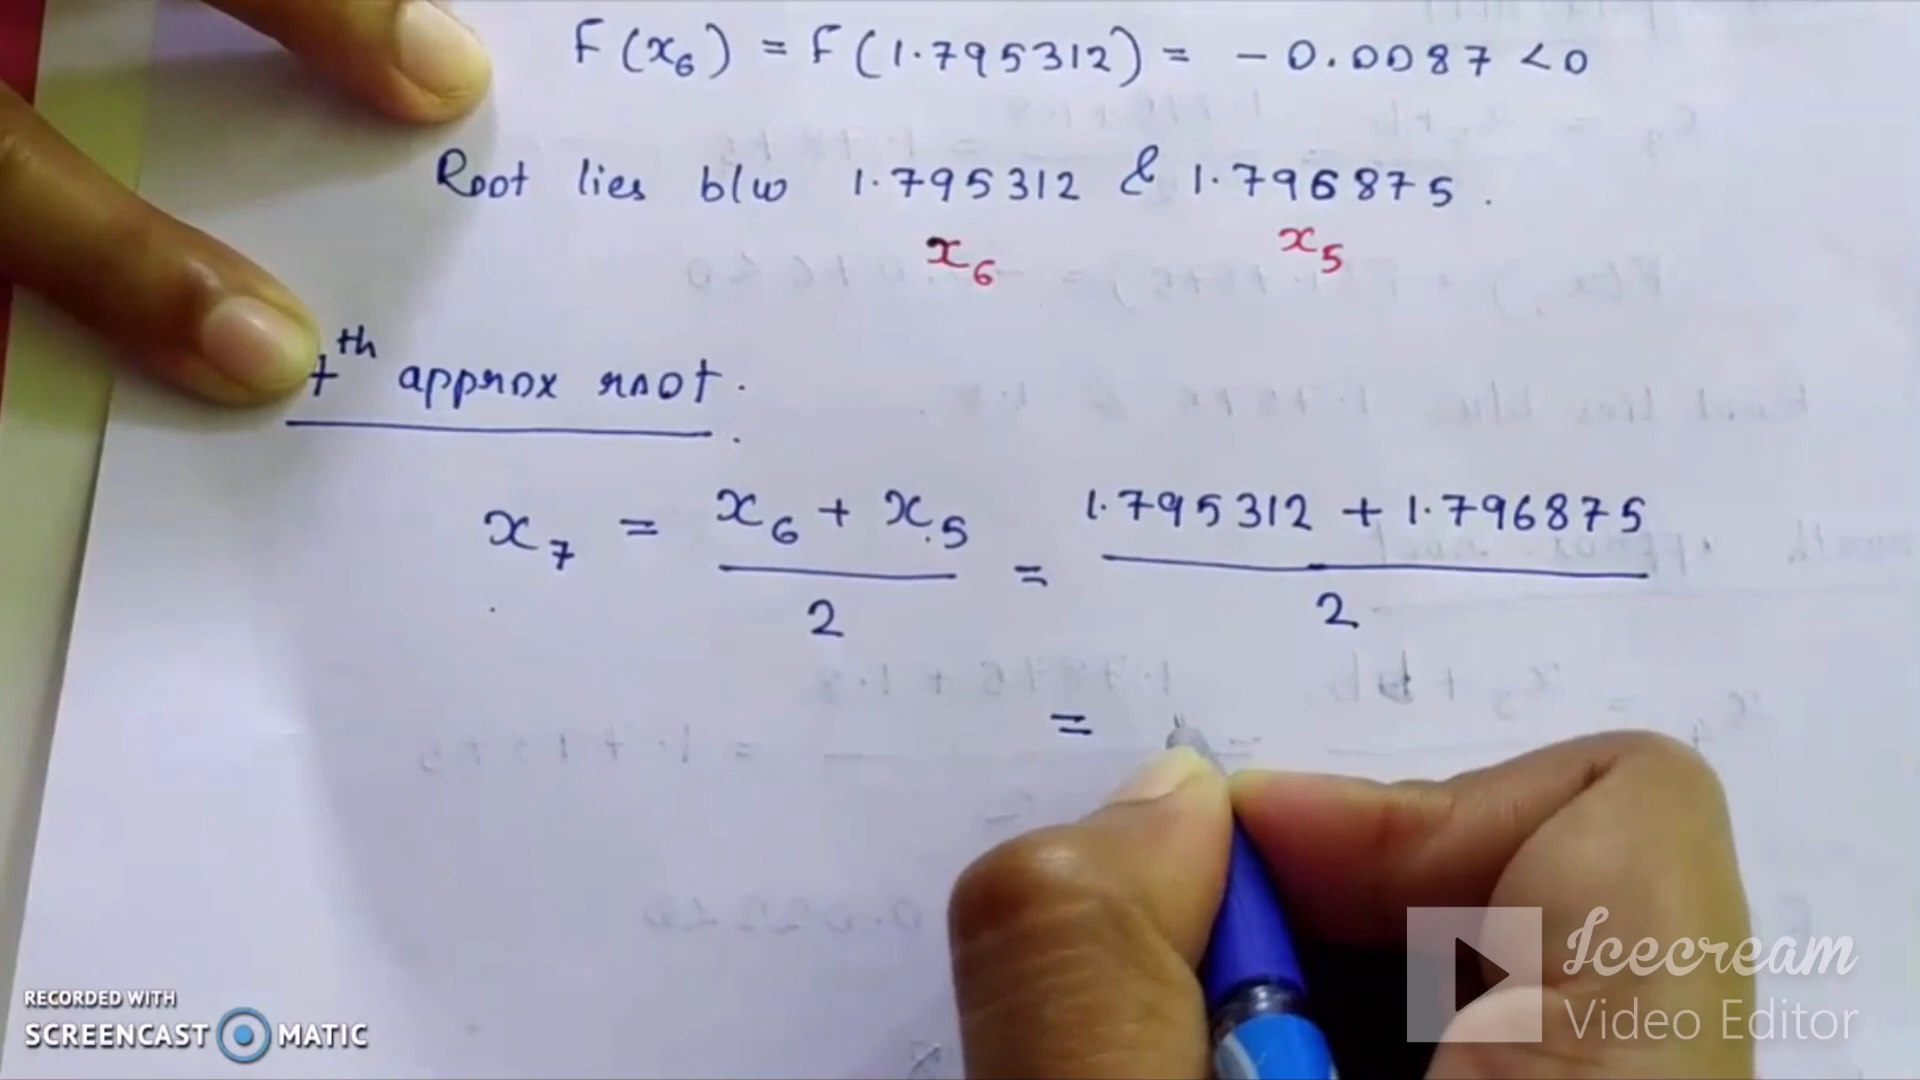 F(x₆) = F(1.795312) = -0.0087 <0
Root lies b/w 1.795312 & 1.796875.
x₆ x₅
th approx root.
x₇ = x₆ + x₅ / 2 = 1.795312 + 1.796875 / 2
=
RECORDED WITH
SCREENCAST MATIC
Icecream
Video Editor